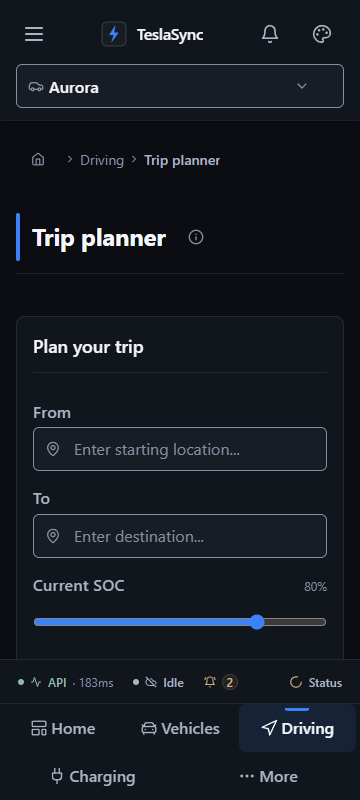 TeslaSync
Aurora
Driving
Trip planner
Trip planner
Plan your trip
From
Enter starting location...
To
Enter destination...
Current SOC
80%
API · 183ms
Idle
2
Status
Home
Vehicles
Driving
Charging
More